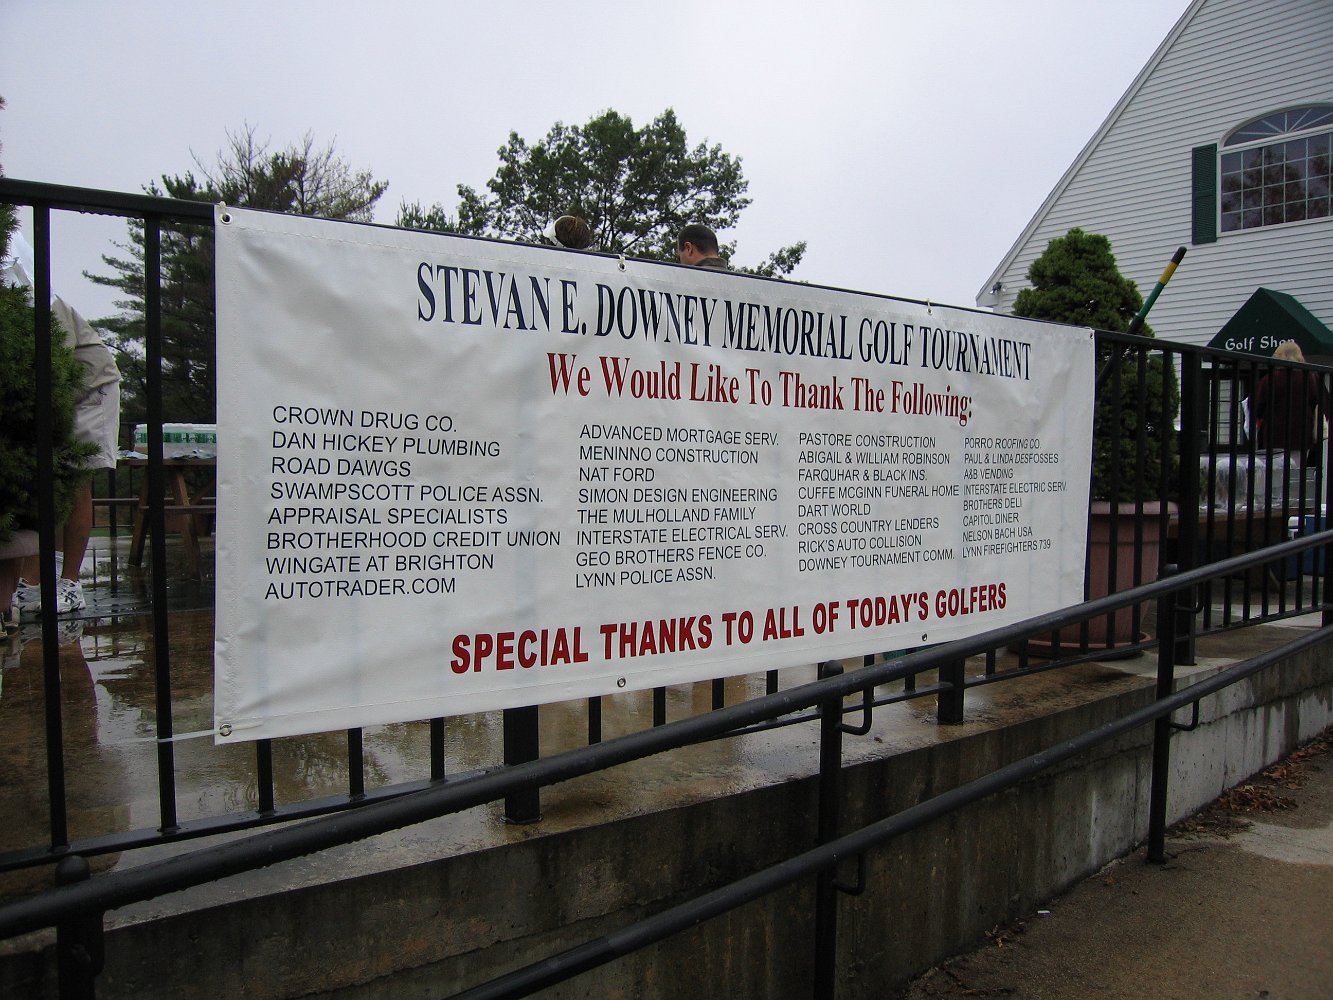 STEVAN E. DOWNEY MEMORIAL GOLF TOURNAMENT
We Would Like To Thank The Following:
CROWN DRUG CO.
DAN HICKEY PLUMBING
ROAD DAWGS
SWAMPSCOTT POLICE ASSN.
APPRAISAL SPECIALISTS
BROTHERHOOD CREDIT UNION
WINGATE AT BRIGHTON
AUTOTRADER.COM
ADVANCED MORTGAGE SERV.
MENINNO CONSTRUCTION
NAT FORD
SIMON DESIGN ENGINEERING
THE MULHOLLAND FAMILY
INTERSTATE ELECTRICAL SERV.
GEO BROTHERS FENCE CO.
LYNN POLICE ASSN.
PASTORE CONSTRUCTION
ABIGAIL & WILLIAM ROBINSON
FARQUHAR & BLACK INS.
CUFFE MCGINN FUNERAL HOME
DART WORLD
CROSS COUNTRY LENDERS
RICK'S AUTO COLLISION
DOWNEY TOURNAMENT COMM.
PORRO ROOFING CO.
PAUL & LINDA DESFOSSES
A&B VENDING
INTERSTATE ELECTRIC SERV.
BROTHERS DELI
CAPITOL DINER
NELSON BACH USA
LYNN FIREFIGHTERS 739
SPECIAL THANKS TO ALL OF TODAY'S GOLFERS
Golf Shop